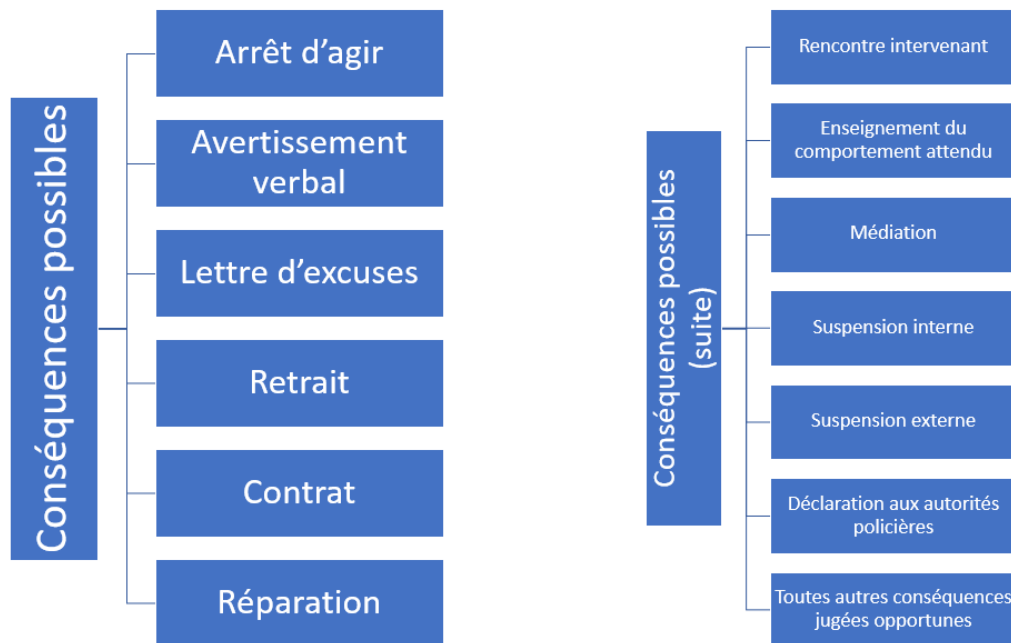 Conséquences possibles
Arrêt d'agir
Avertissement
verbal
Lettre d'excuses
Retrait
Contrat
Réparation
Conséquences possibles
(suite)
Rencontre intervenant
Enseignement du
comportement attendu
Médiation
Suspension interne
Suspension externe
Déclaration aux autorités
policières
Toutes autres conséquences
jugées opportunes